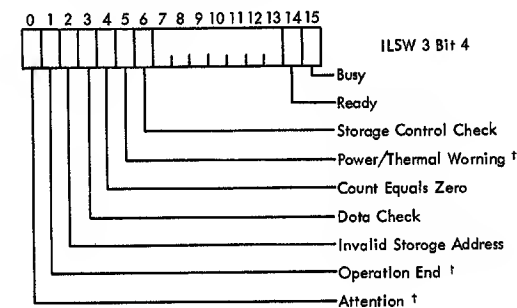 0 1 2 3 4 5 6 7 8 9 10 11 12 13 14 15
ILSW 3 Bit 4
Busy
Ready
Storage Control Check
Power/Thermal Worning †
Count Equals Zero
Dota Check
Invalid Storoge Address
Operation End †
Attention †